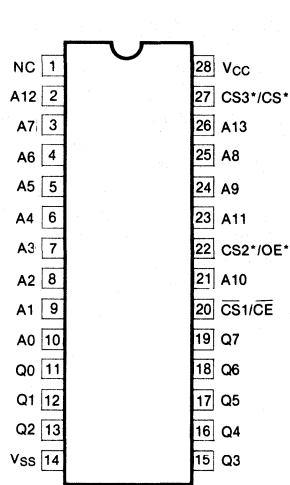 NC 1 28 VCC
A12 2 27 CS3*/CS*
A7 3 26 A13
A6 4 25 A8
A5 5 24 A9
A4 6 23 A11
A3 7 22 CS2*/OE*
A2 8 21 A10
A1 9 20 C̅S̅1/C̅E̅
A0 10 19 Q7
Q0 11 18 Q6
Q1 12 17 Q5
Q2 13 16 Q4
VSS 14 15 Q3